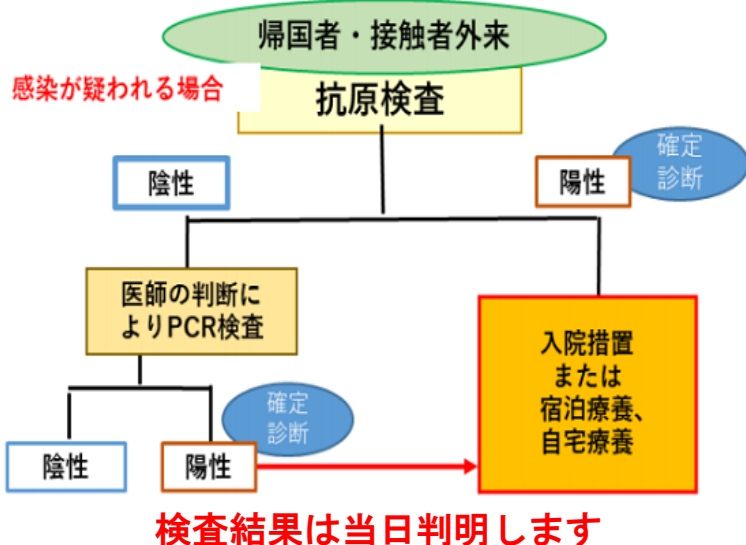 帰国者・接触者外来
感染が疑われる場合
抗原検査
陰性
陽性
確定
診断
医師の判断に
よりPCR検査
入院措置
または
宿泊療養、
自宅療養
確定
診断
陰性
陽性
検査結果は当日判明します